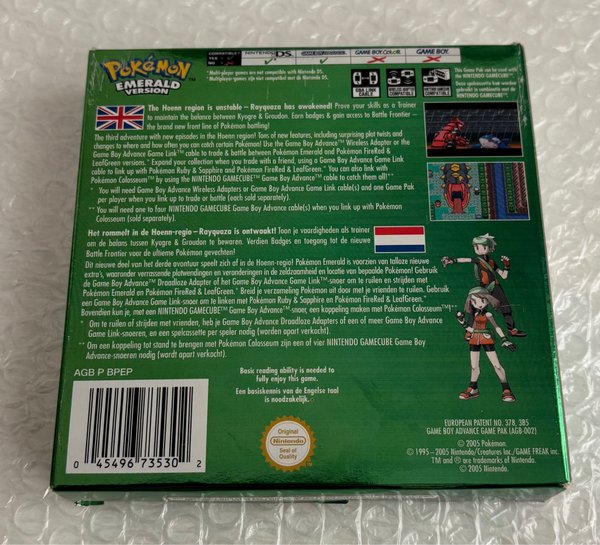 Pokémon
EMERALD
VERSION
COMPATIBLE?
YES
NO
NINTENDO DS
GAME BOY ADVANCE
GAME BOY COLOR
GAME BOY
*Multi-player games are not compatible with Nintendo DS.
GBA LINK
CABLE
WIRELESS ADAPTER
COMPATIBLE
COMPATIBLE
This Game Pak can be used with the
NINTENDO GAMECUBE™
The Hoenn region is unstable – Rayquaza has awakened! Prove your skills as a Trainer
to maintain the balance between Kyogre & Groudon. Earn badges & gain access to Battle Frontier –
the brand new front line of Pokémon battling!
The third adventure with new episodes in the Hoenn region! Tons of new features, including surprising plot twists and
changes to where and how often you can catch certain Pokémon! Use the Game Boy Advance™ Wireless Adapter or the
Game Boy Advance Game Link™ cable to trade & battle between Pokémon Emerald and Pokémon FireRed &
LeafGreen versions.* Expand your collection when you trade with a friend, using a Game Boy Advance Game Link
cable to link up with Pokémon Ruby & Sapphire and Pokémon FireRed & LeafGreen.* You can also link with
Pokémon Colosseum™ by using the NINTENDO GAMECUBE™ Game Boy Advance™ cable to catch them all!**
* You will need Game Boy Advance Wireless Adapters or Game Boy Advance Game Link cable(s) and one Game Pak
per player when you link up to trade or battle (each sold separately).
** You will need one to four NINTENDO GAMECUBE Game Boy Advance cable(s) when you link up with Pokémon
Colosseum (sold separately).
Het rommelt in de Hoenn-regio – Rayquaza is ontwaakt! Toon je vaardigheden als trainer
om de balans tussen Kyogre & Groudon te bewaren. Verdien Badges en toegang tot de nieuwe
Battle Frontier voor de ultieme Pokémon gevechten!
Dit nieuwe deel van het derde avontuur speelt zich af in de Hoenn-regio! Pokémon Emerald is voorzien van talloze nieuwe
extra's, waaronder verrassende plotwendingen en veranderingen in de zeldzaamheid en locatie van bepaalde Pokémon! Gebruik
de Game Boy Advance™ Draadloze Adapter of het Game Boy Advance Game Link™-snoer om te ruilen en strijden met
Pokémon Emerald en Pokémon FireRed & LeafGreen.* Breid je verzameling Pokémon uit door met je vrienden te ruilen. Gebruik
een Game Boy Advance Game Link-snoer om te linken met Pokémon Ruby & Sapphire en Pokémon FireRed & LeafGreen.*
Bovendien kun je, met een NINTENDO GAMECUBE™ Game Boy Advance™-snoer, een koppeling maken met Pokémon Colosseum™!**
* Om te ruilen of strijden met vrienden, heb je Game Boy Advance Draadloze Adapters of een of meer Game Boy Advance
Game Link-snoeren, en een spelcassette per speler nodig (worden apart verkocht).
** Om een koppeling tot stand te brengen met Pokémon Colosseum zijn een of vier NINTENDO GAMECUBE Game Boy
Advance-snoeren nodig (wordt apart verkocht).
AGB P BPEP
Basic reading ability is needed to
fully enjoy this game.
Een basiskennis van de Engelse taal
is noodzakelijk.
0 45496 73530 2
Original
Nintendo
Seal of
Quality
EUROPEAN PATENT NO. 378, 385
GAME BOY ADVANCE GAME PAK (AGB-002)
© 2005 Pokémon.
© 1995–2005 Nintendo/Creatures Inc./GAME FREAK inc.
TM and ® are trademarks of Nintendo.
© 2005 Nintendo.